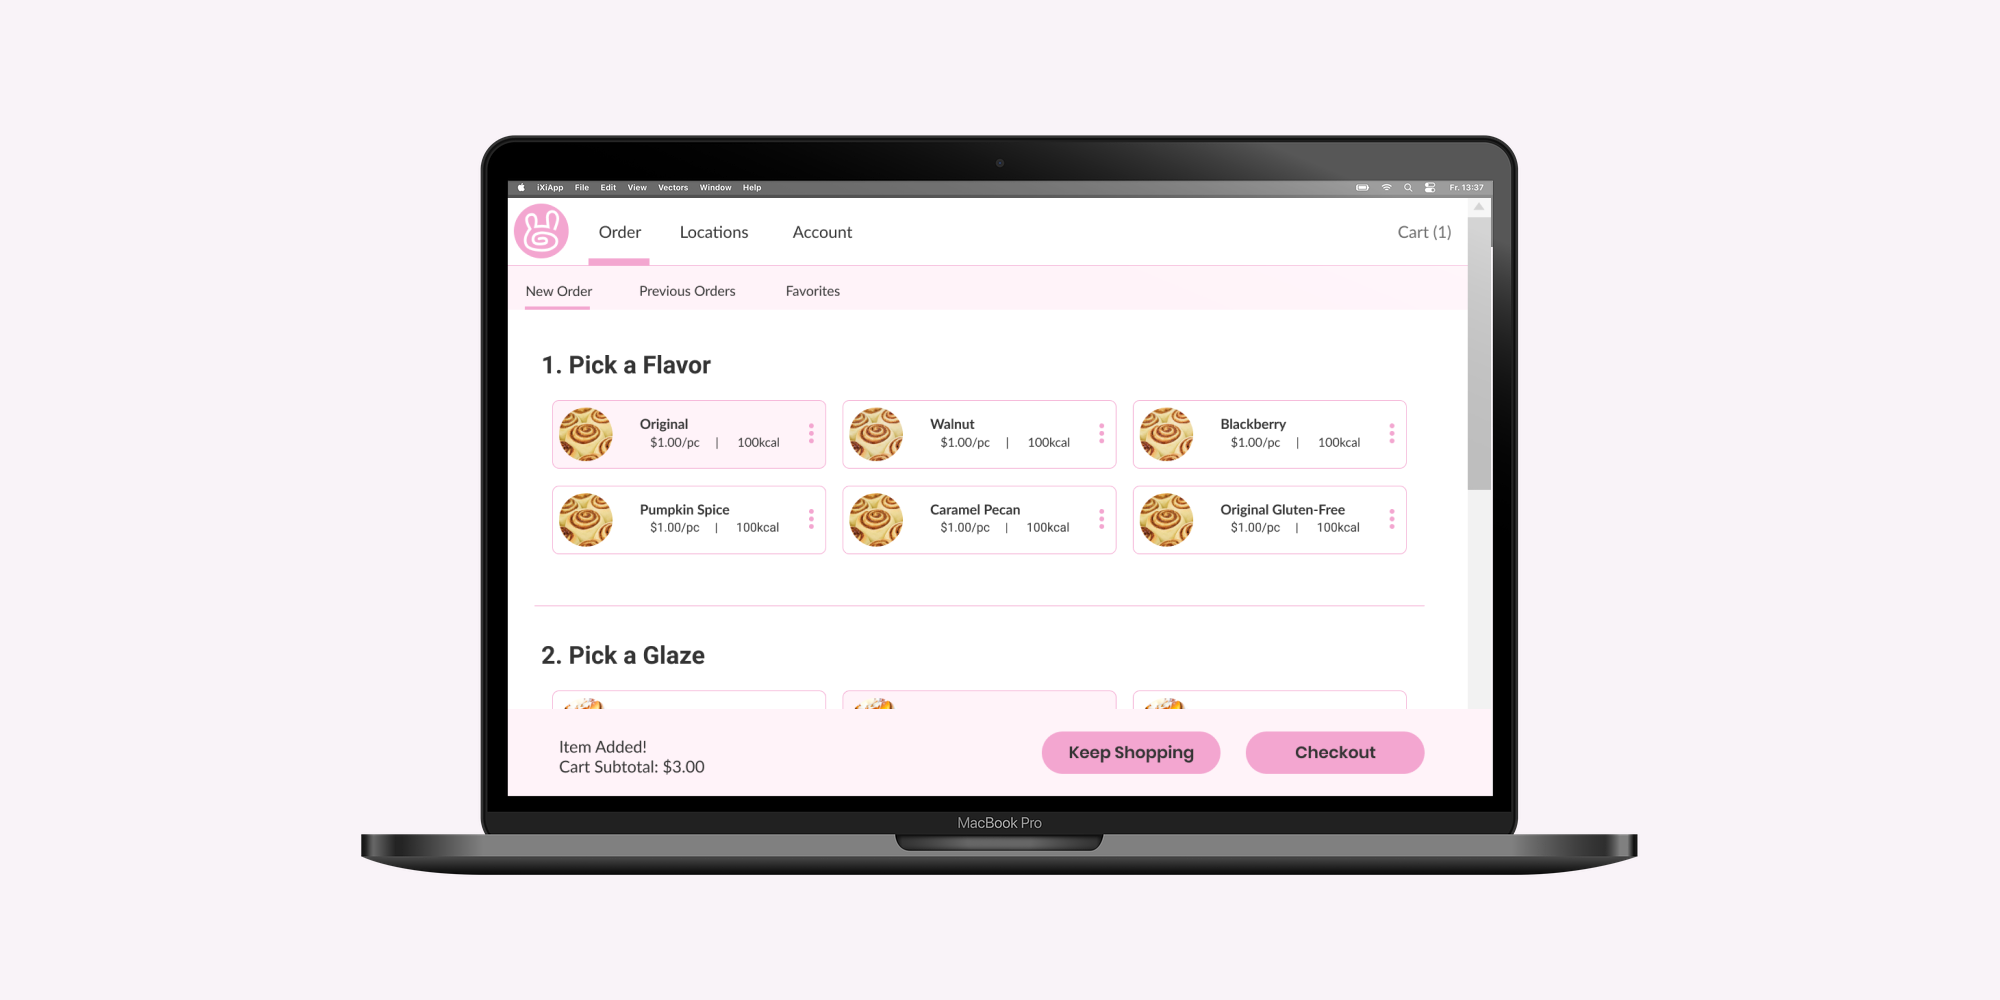 iXiApp File Edit View Vectors Window Help Fr. 13:37
Order Locations Account Cart (1)
New Order Previous Orders Favorites
1. Pick a Flavor
Original
$1.00/pc | 100kcal
Walnut
$1.00/pc | 100kcal
Blackberry
$1.00/pc | 100kcal
Pumpkin Spice
$1.00/pc | 100kcal
Caramel Pecan
$1.00/pc | 100kcal
Original Gluten-Free
$1.00/pc | 100kcal
2. Pick a Glaze
Item Added!
Cart Subtotal: $3.00
Keep Shopping Checkout
MacBook Pro